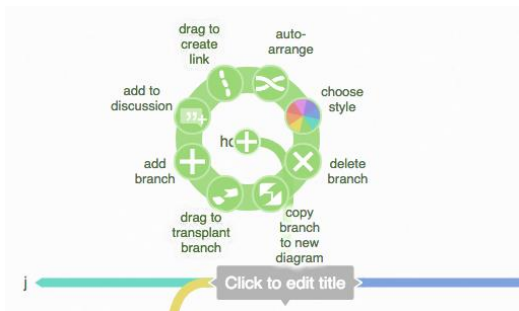 drag to
create
link
auto-
arrange
add to
discussion
choose
style
add
branch
delete
branch
drag to
transplant
branch
copy
branch
to new
diagram
j
Click to edit title